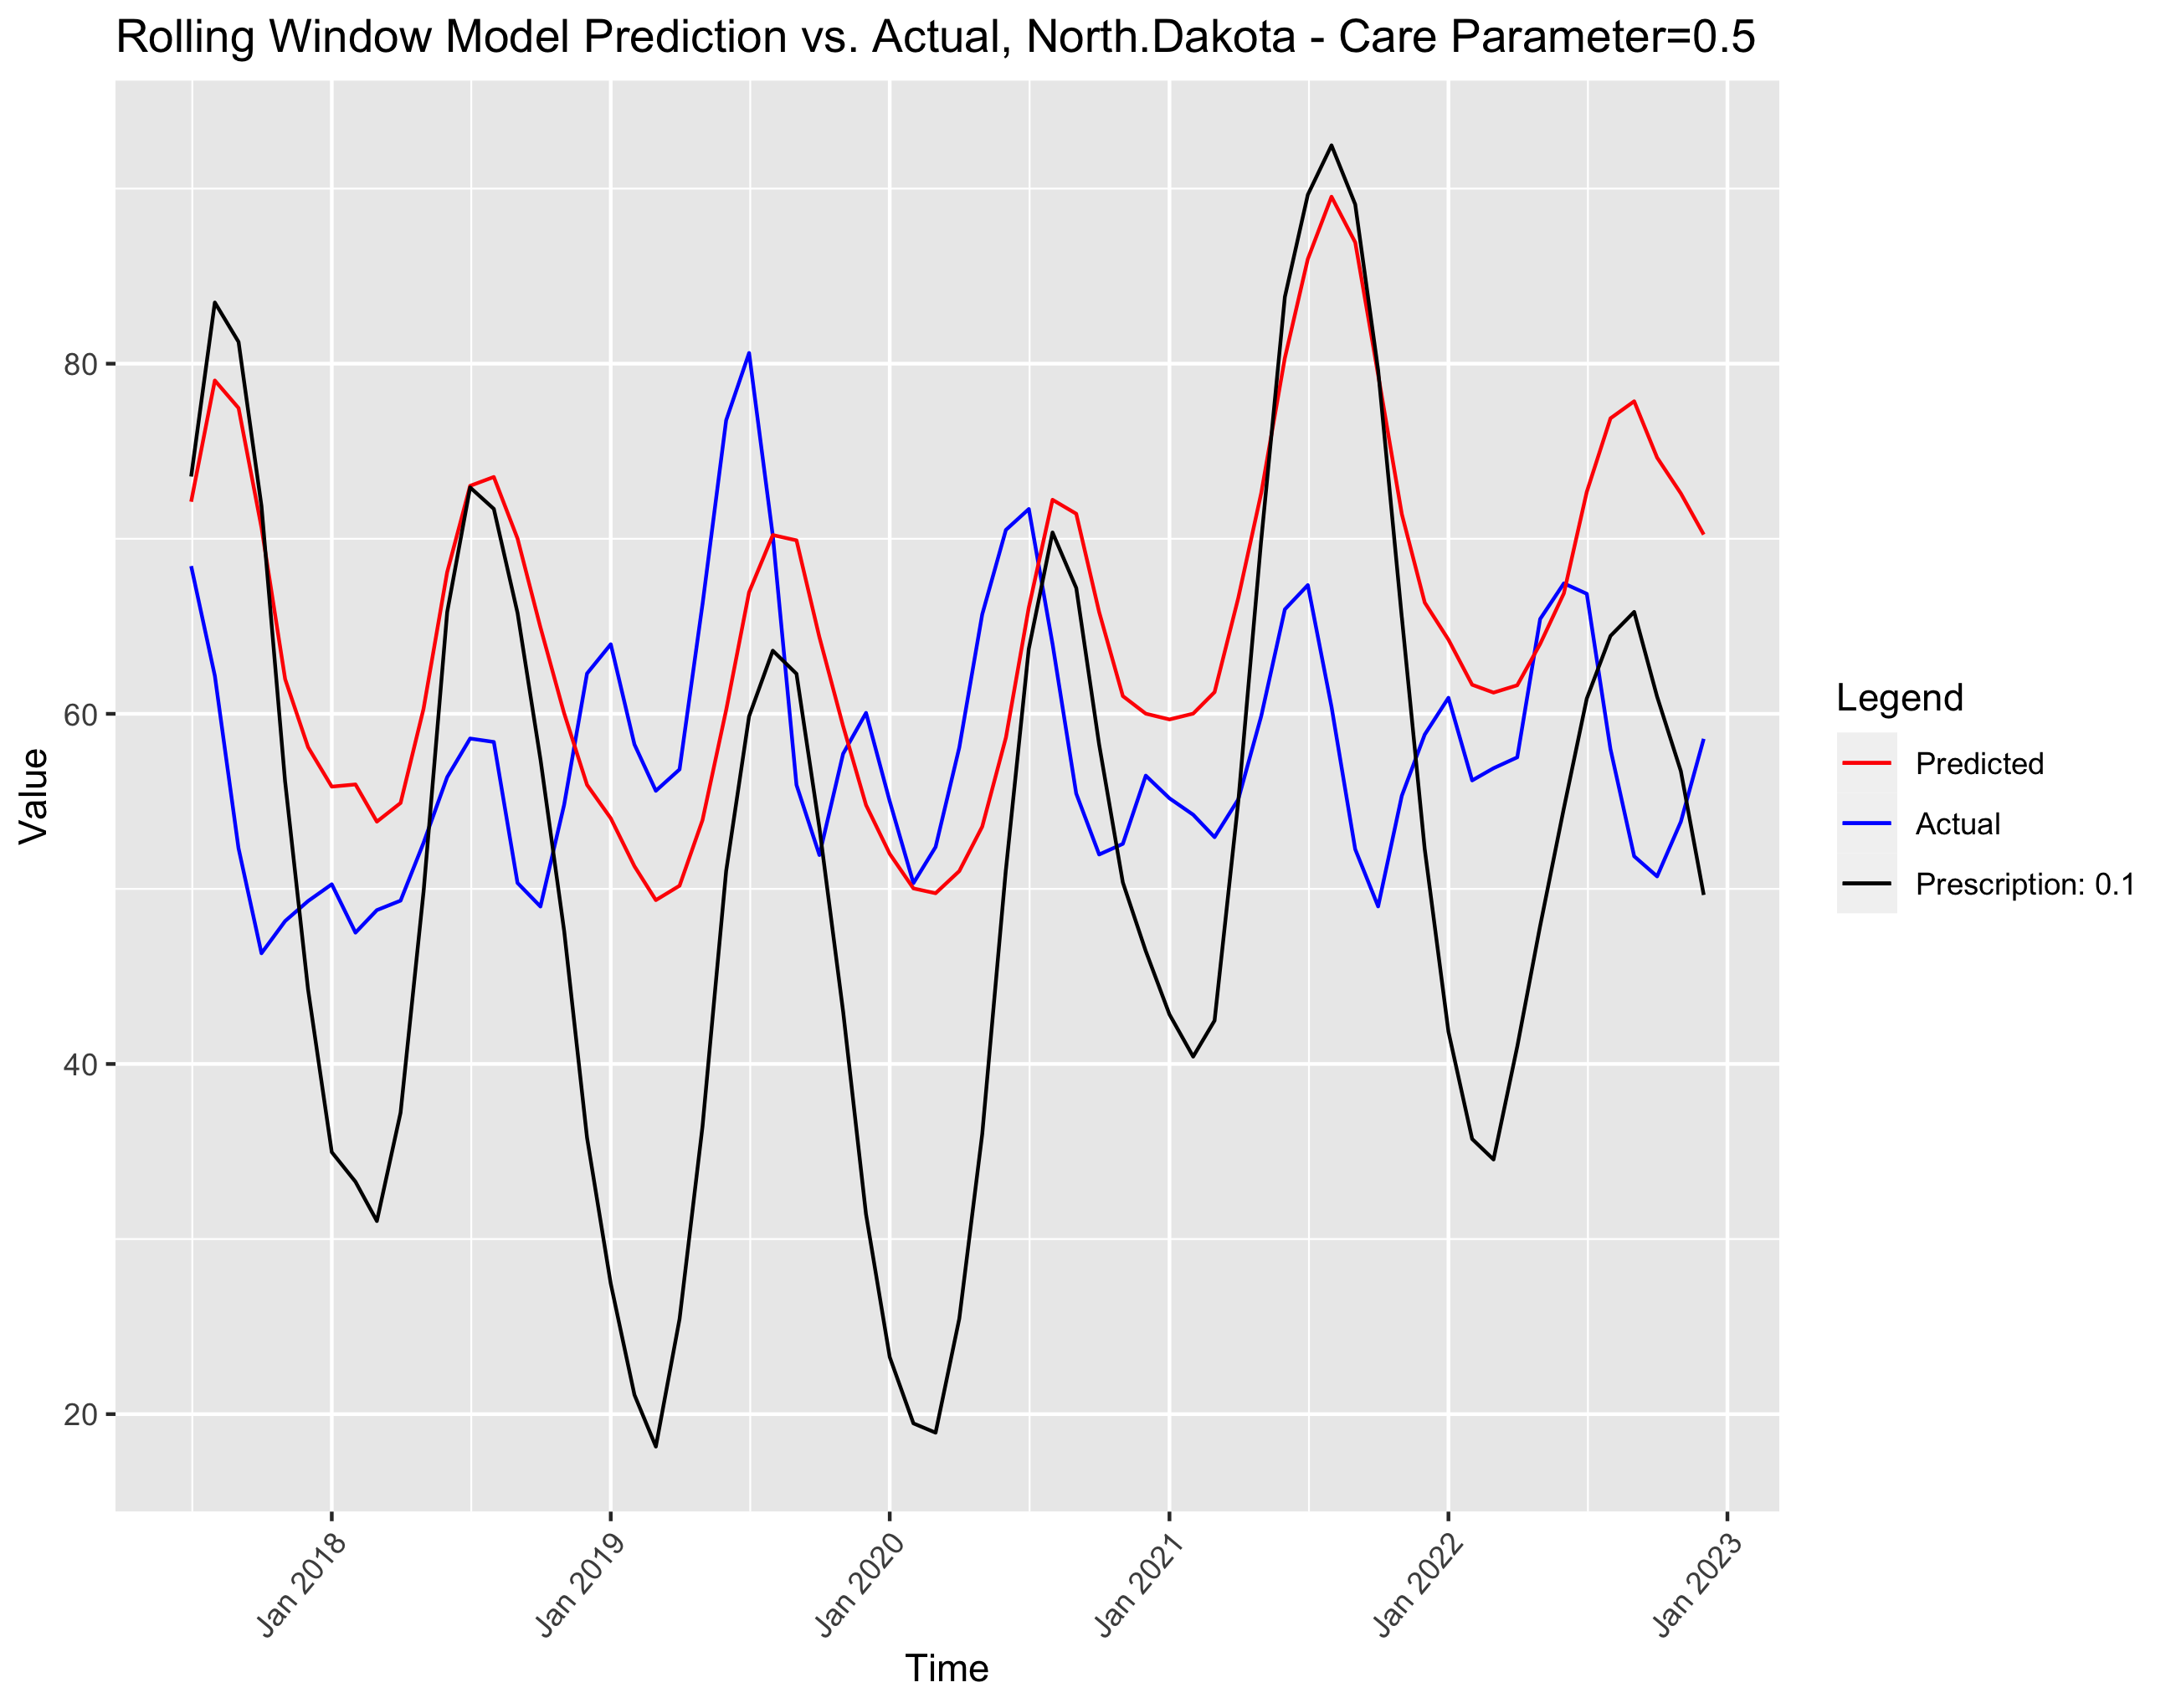 Rolling Window Model Prediction vs. Actual, North.Dakota - Care Parameter=0.5
Value
80
60
40
20
Jan 2018
Jan 2019
Jan 2020
Jan 2021
Jan 2022
Jan 2023
Time
Legend
Predicted
Actual
Prescription: 0.1